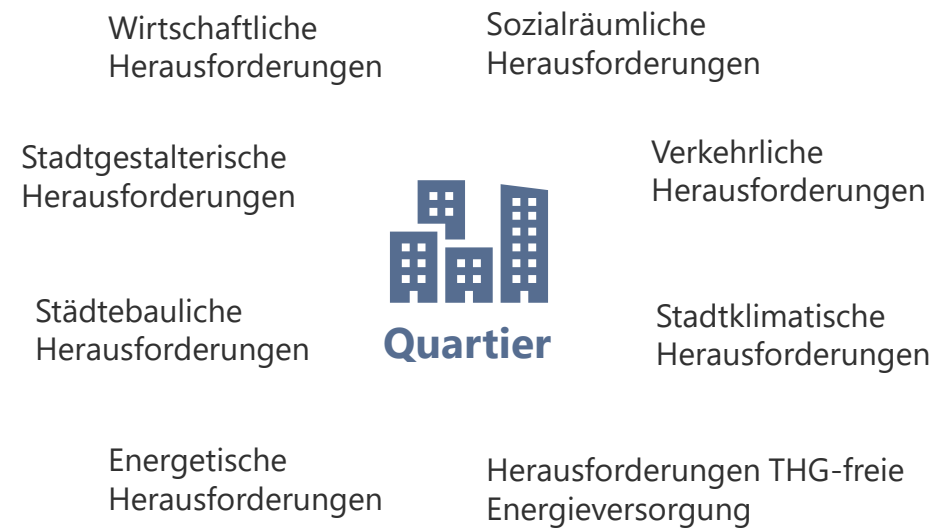 Wirtschaftliche
Herausforderungen
Sozialräumliche
Herausforderungen
Stadtgestalterische
Herausforderungen
Verkehrliche
Herausforderungen
Städtebauliche
Herausforderungen
Quartier
Stadtklimatische
Herausforderungen
Energetische
Herausforderungen
Herausforderungen THG-freie
Energieversorgung